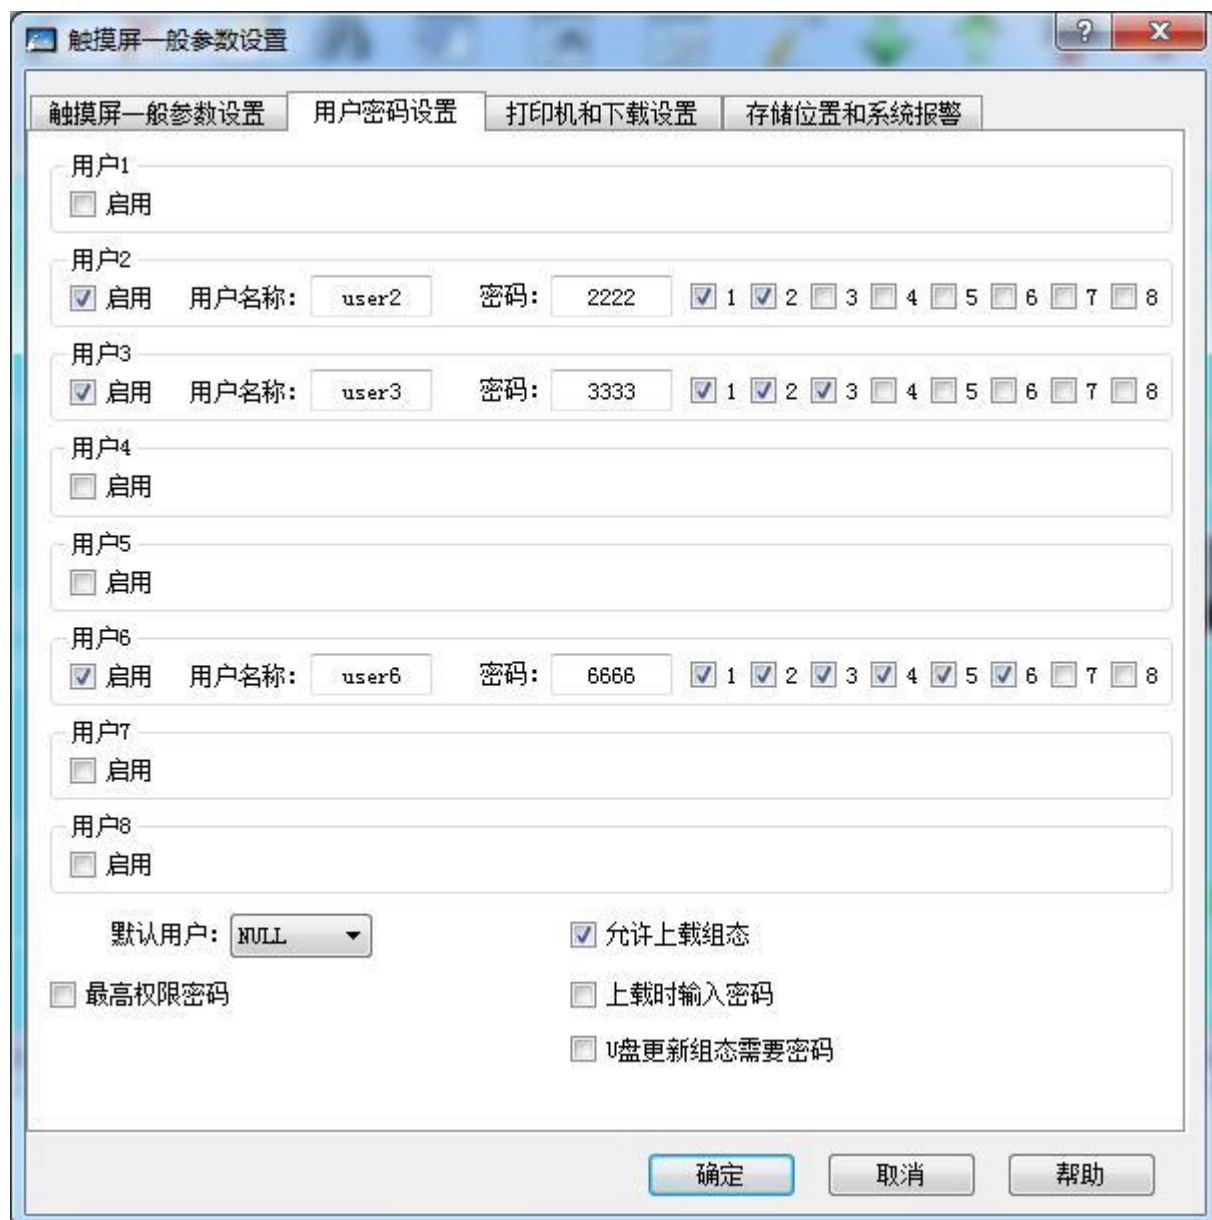 触摸屏一般参数设置
触摸屏一般参数设置 用户密码设置 打印机和下载设置 存储位置和系统报警
用户1
启用
用户2
启用 用户名称: user2 密码: 2222 1 2 3 4 5 6 7 8
用户3
启用 用户名称: user3 密码: 3333 1 2 3 4 5 6 7 8
用户4
启用
用户5
启用
用户6
启用 用户名称: user6 密码: 6666 1 2 3 4 5 6 7 8
用户7
启用
用户8
启用
默认用户: NULL 允许上载组态
最高权限密码 上载时输入密码
U盘更新组态需要密码
确定 取消 帮助